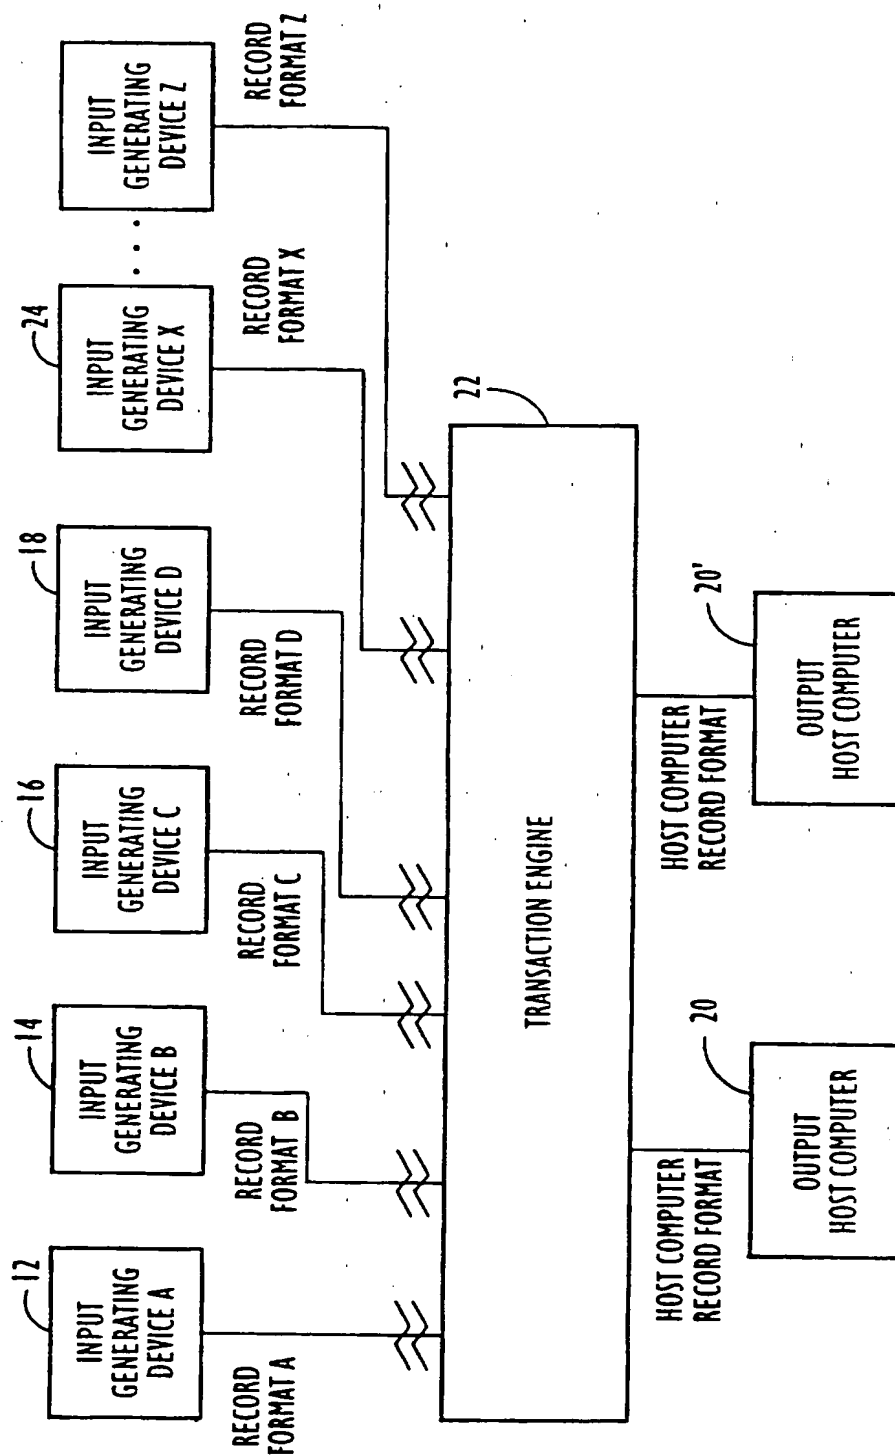 12
INPUT
GENERATING
DEVICE A
14
INPUT
GENERATING
DEVICE B
16
INPUT
GENERATING
DEVICE C
18
INPUT
GENERATING
DEVICE D
24
INPUT
GENERATING
DEVICE X
. . .
INPUT
GENERATING
DEVICE Z
RECORD
FORMAT A
RECORD
FORMAT B
RECORD
FORMAT C
RECORD
FORMAT D
RECORD
FORMAT X
RECORD
FORMAT Z
22
TRANSACTION ENGINE
HOST COMPUTER
RECORD FORMAT
20
OUTPUT
HOST COMPUTER
HOST COMPUTER
RECORD FORMAT
20'
OUTPUT
HOST COMPUTER